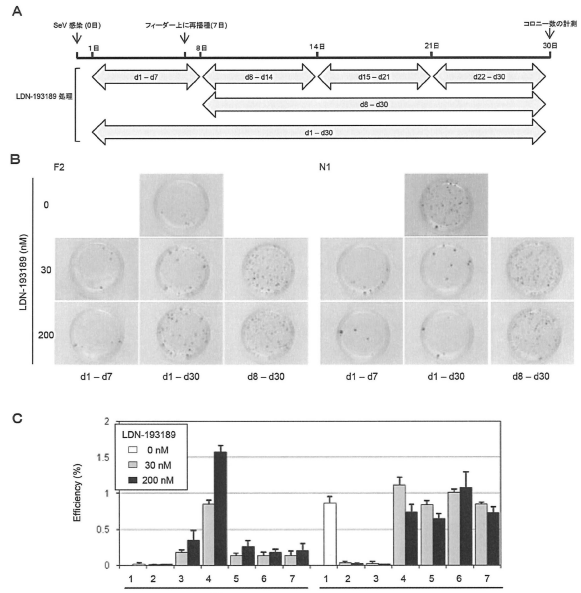 A
SeV 感染 (0日)
フィーダー上に再播種(7日)
コロニー数の計測
1日
8日
14日
21日
30日
LDN-193189 処理
d1 – d7
d8 – d14
d15 – d21
d22 – d30
d8 – d30
d1 – d30
B
F2
N1
LDN-193189 (nM)
0
30
200
d1 – d7
d1 – d30
d8 – d30
d1 – d7
d1 – d30
d8 – d30
C
Efficiency (%)
2
1.5
1
0.5
0
LDN-193189
0 nM
30 nM
200 nM
1 2 3 4 5 6 7
1 2 3 4 5 6 7